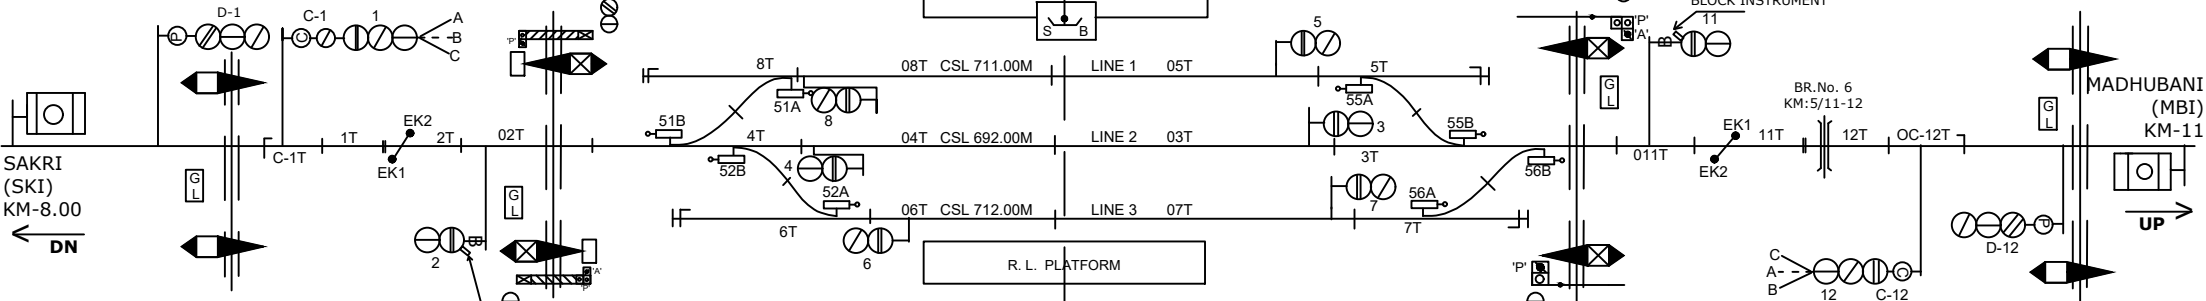 BLOCK INSTRUMENT
D-1
C-1
1
A
B
C
P
C
'P'
S B
5
'P'
'A'
11
B
8T
08T CSL 711.00M LINE 1 05T
5T
G
L
51A
8
55A
BR.No. 6
KM:5/11-12
G
L
MADHUBANI
(MBI)
KM-11
51B
EK2
EK1
1T
2T
02T
4T
04T CSL 692.00M LINE 2 03T
3
55B
EK1
EK2
11T
12T
OC-12T
C-1T
3T
011T
SAKRI
(SKI)
KM-8.00
DN
G
L
G
L
52B
4
52A
56A
56B
7
06T CSL 712.00M LINE 3 07T
6T
7T
UP
2
B
6
R. L. PLATFORM
'A'
'P'
'P'
C
A
B
12
C-12
C
D-12
P